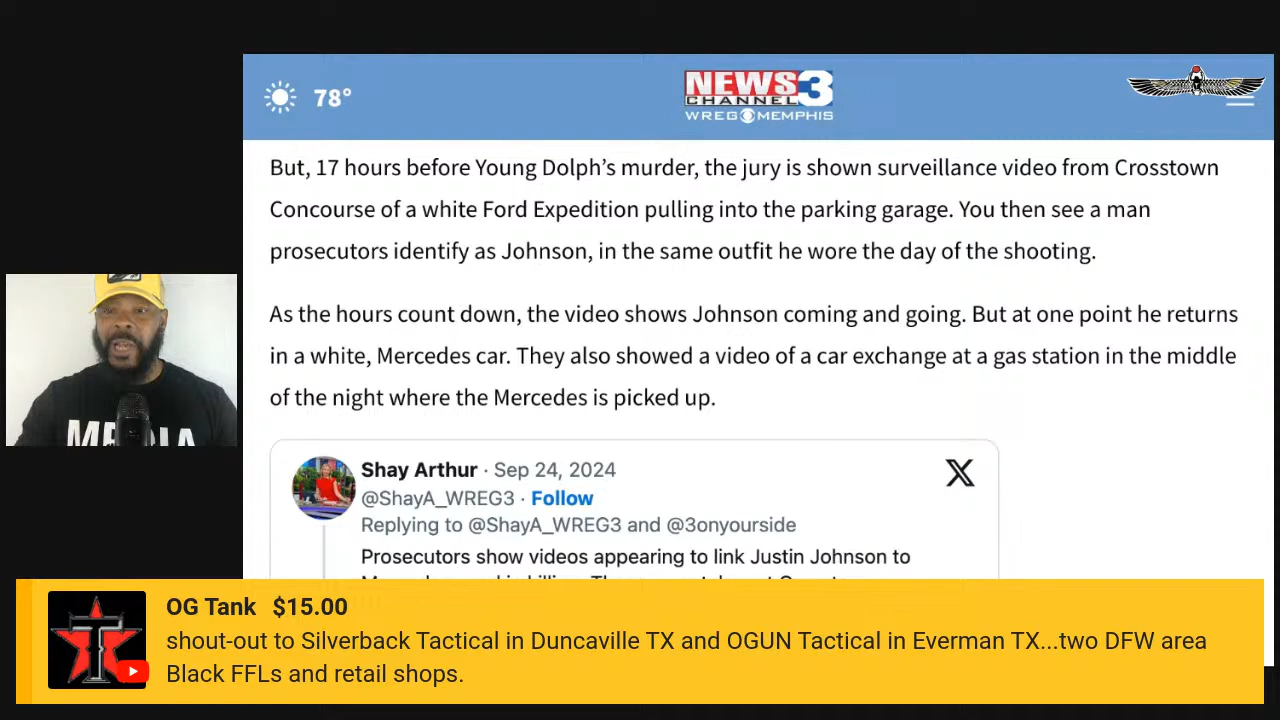 78°
NEWS
CHANNEL 3
WREG MEMPHIS
But, 17 hours before Young Dolph’s murder, the jury is shown surveillance video from Crosstown
Concourse of a white Ford Expedition pulling into the parking garage. You then see a man
prosecutors identify as Johnson, in the same outfit he wore the day of the shooting.
As the hours count down, the video shows Johnson coming and going. But at one point he returns
in a white, Mercedes car. They also showed a video of a car exchange at a gas station in the middle
of the night where the Mercedes is picked up.
Shay Arthur · Sep 24, 2024
@ShayA_WREG3 · Follow
Replying to @ShayA_WREG3 and @3onyourside
Prosecutors show videos appearing to link Justin Johnson to
OG Tank $15.00
shout-out to Silverback Tactical in Duncaville TX and OGUN Tactical in Everman TX...two DFW area
Black FFLs and retail shops.